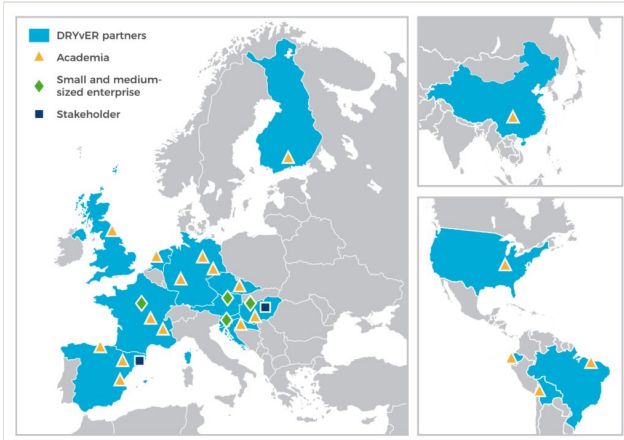 DRYvER partners
Academia
Small and medium-
sized enterprise
Stakeholder